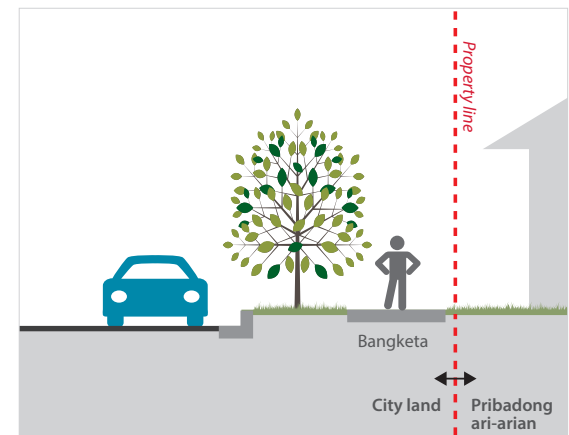 Property line
Bangketa
City land
Pribadong
ari-arian